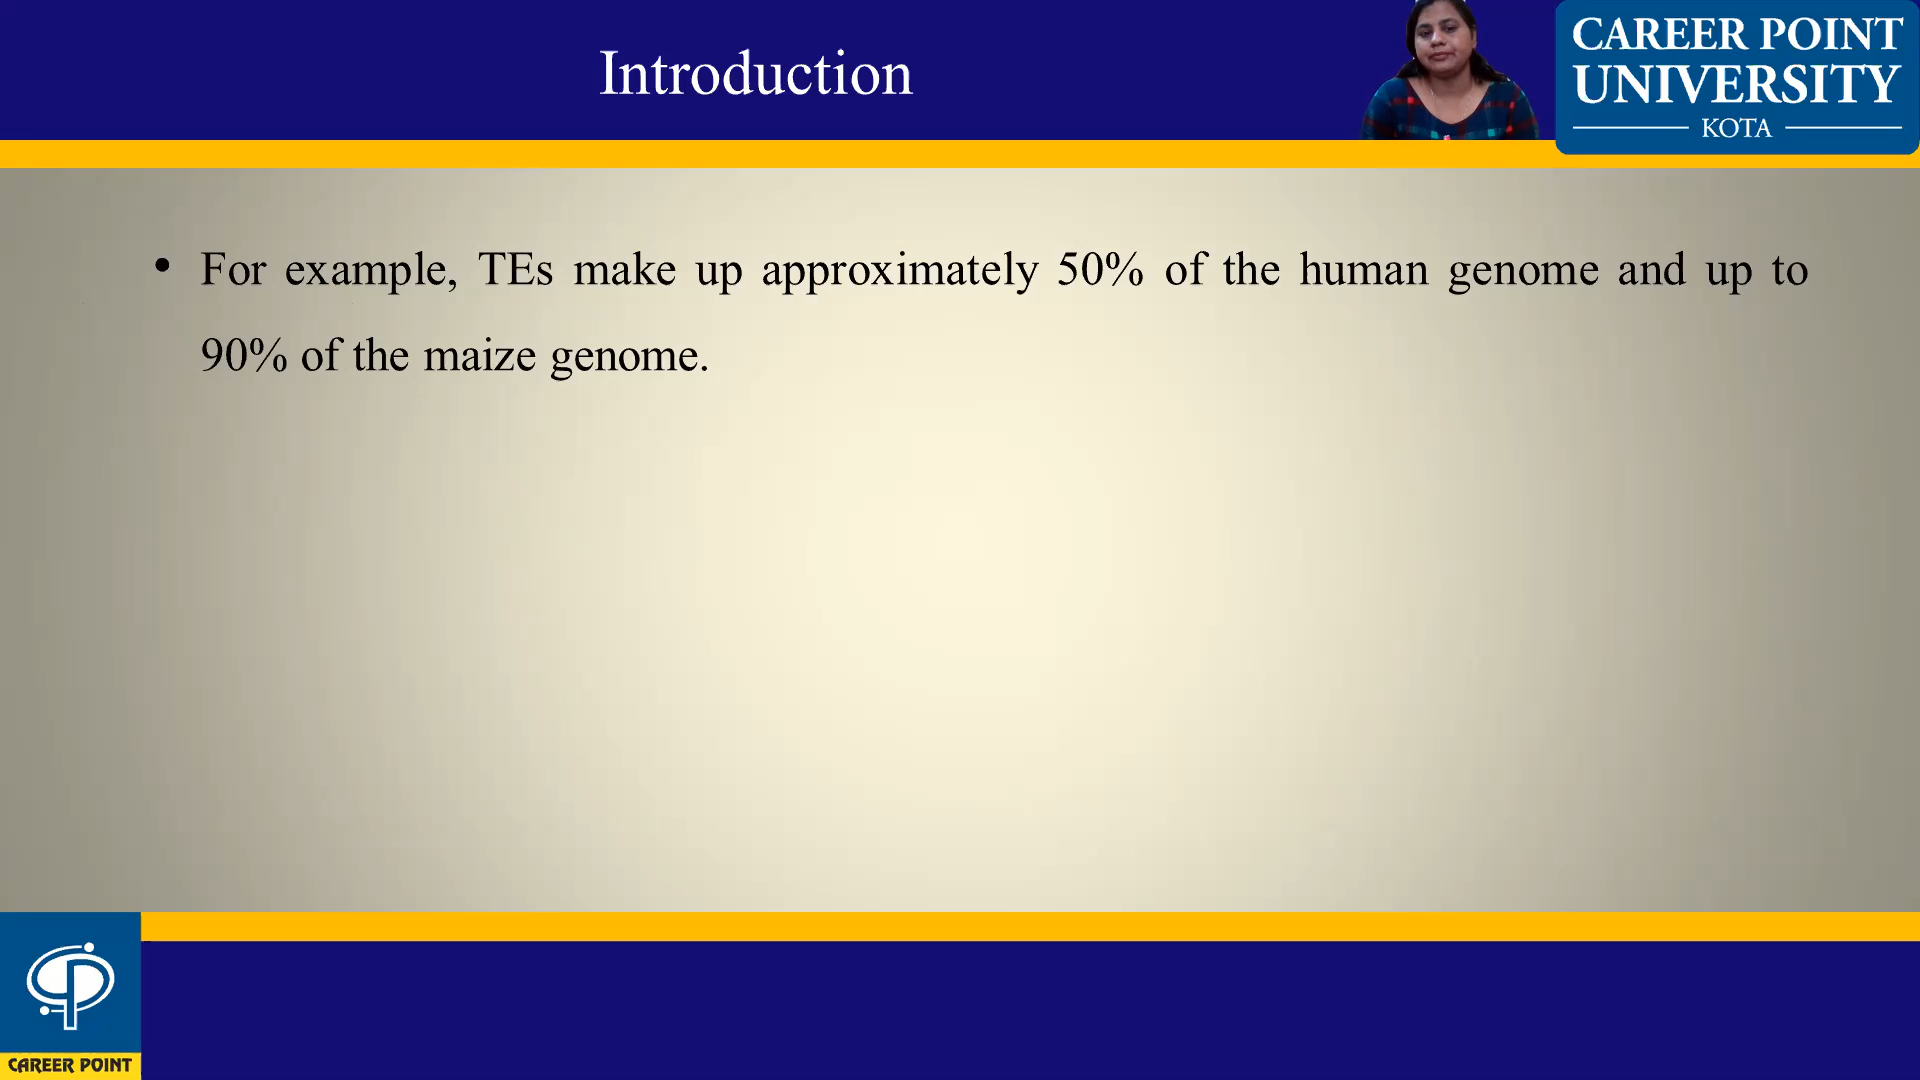 Introduction
CAREER POINT
UNIVERSITY
KOTA
• For example, TEs make up approximately 50% of the human genome and up to
90% of the maize genome.
CAREER POINT